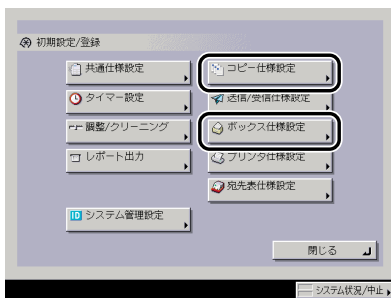 初期設定/登録
共通仕様設定
コピー仕様設定
タイマー設定
送信/受信仕様設定
調整/クリーニング
ボックス仕様設定
レポート出力
プリンタ仕様設定
宛先表仕様設定
ID システム管理設定
閉じる
システム状況/中止